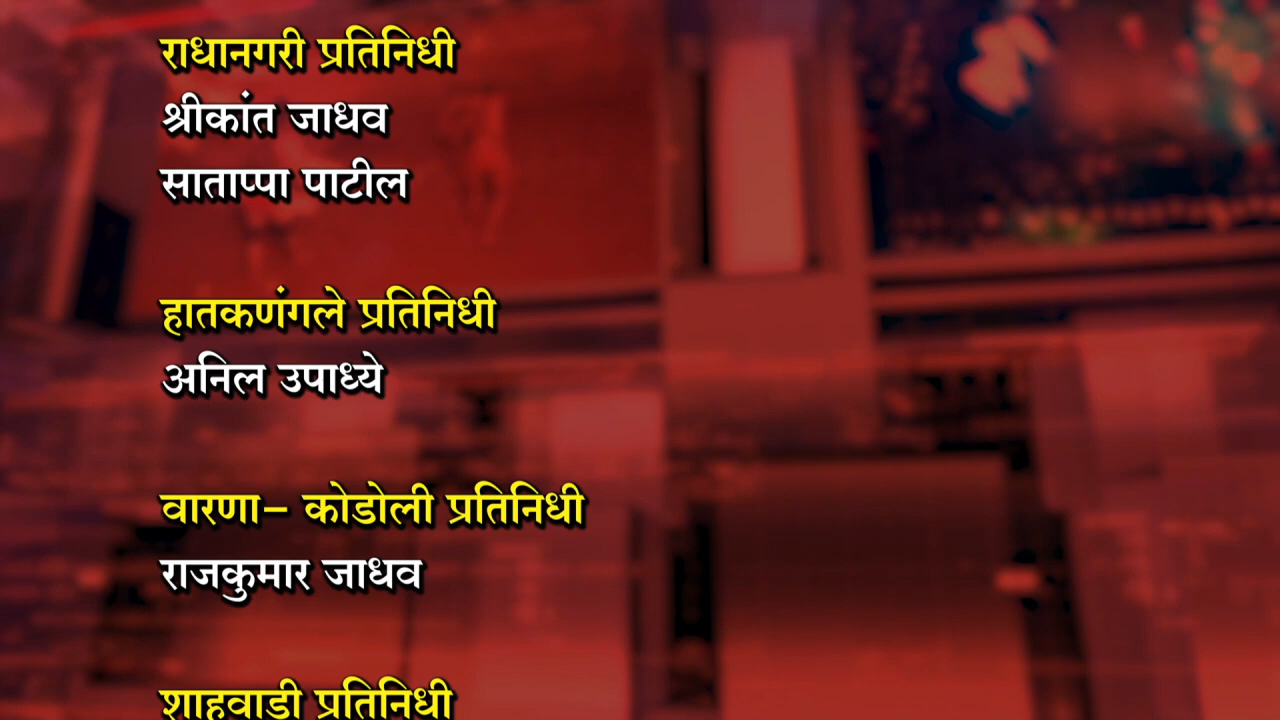 राधानगरी प्रतिनिधी
श्रीकांत जाधव
साताप्पा पाटील
हातकणंगले प्रतिनिधी
अनिल उपाध्ये
वारणा– कोडोली प्रतिनिधी
राजकुमार जाधव
शाहूवाडी प्रतिनिधी